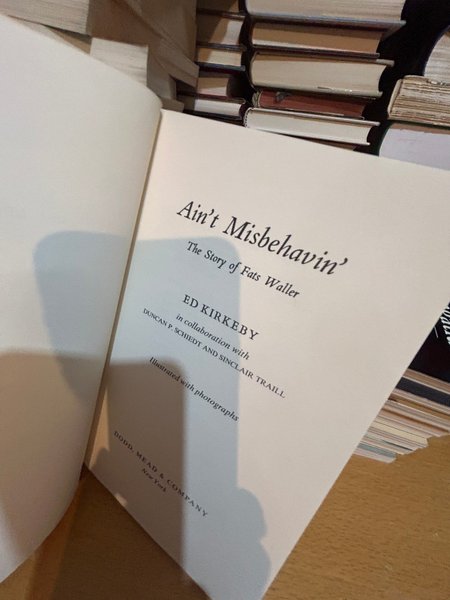 Ain't Misbehavin'
The Story of Fats Waller
ED KIRKEBY
in collaboration with
DUNCAN P. SCHIEDT AND SINCLAIR TRAILL
Illustrated with photographs
DODD, MEAD & COMPANY
New York